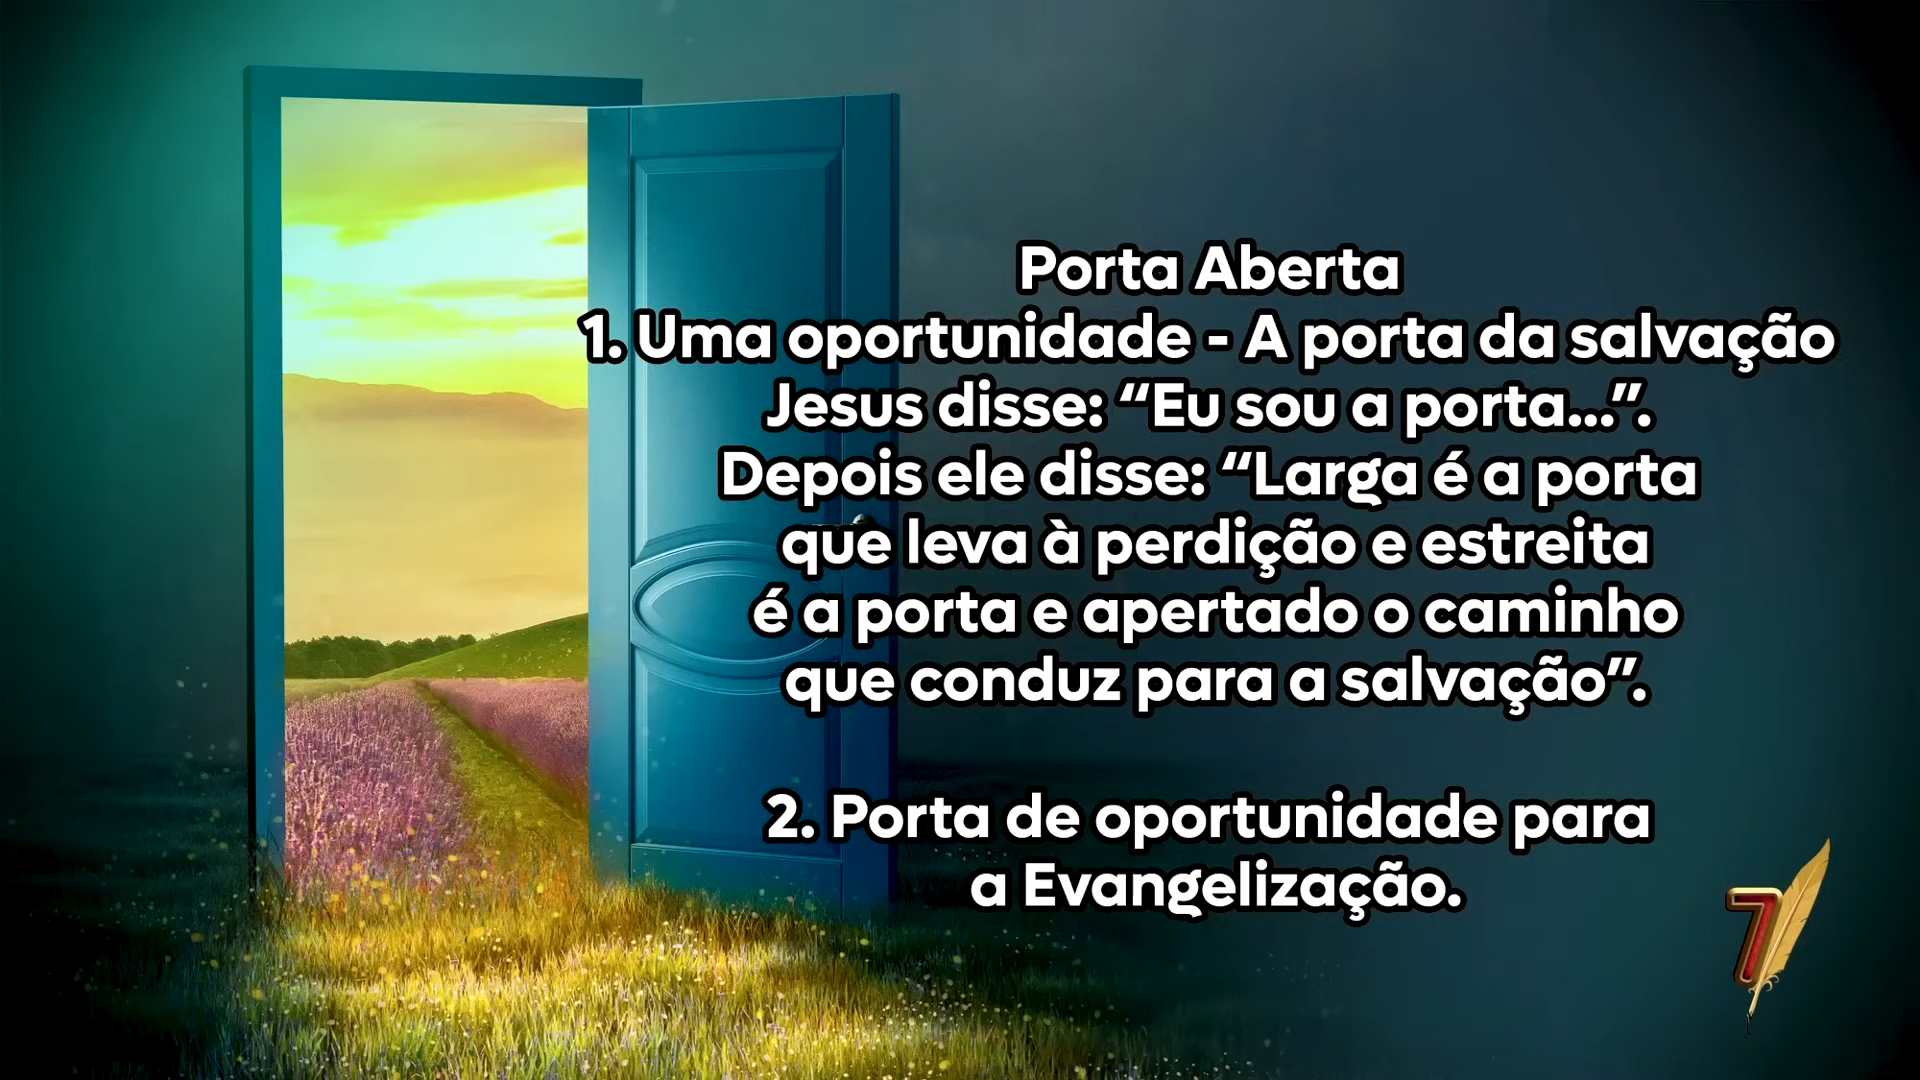 Porta Aberta
1. Uma oportunidade - A porta da salvação
Jesus disse: “Eu sou a porta...”.
Depois ele disse: “Larga é a porta
que leva à perdição e estreita
é a porta e apertado o caminho
que conduz para a salvação”.
2. Porta de oportunidade para
a Evangelização.
7